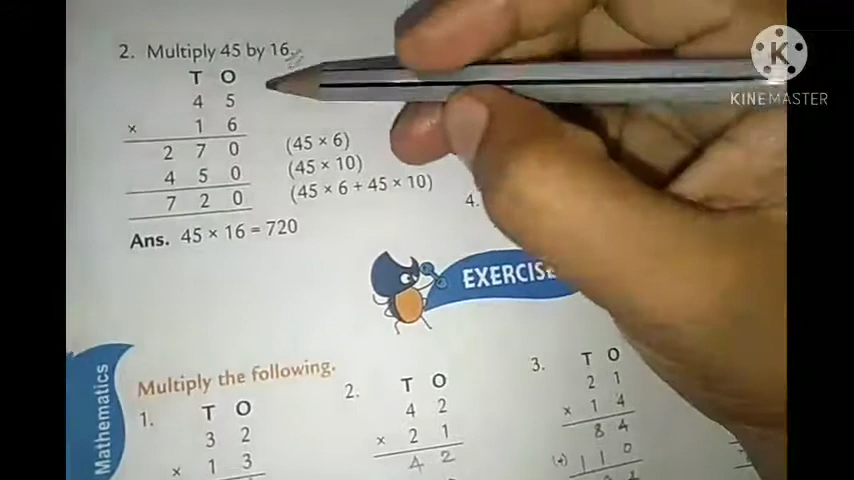 2. Multiply 45 by 16.
T O
4 5
× 1 6
2 7 0 (45 × 6)
4 5 0 (45 × 10)
7 2 0 (45 × 6 + 45 × 10)
Ans. 45 × 16 = 720
4.
KINEMASTER
EXERCISE
Mathematics
Multiply the following.
1. T O
3 2
× 1 3
2. T O
4 2
× 2 1
4 2
3. T O
2 1
× 1 4
8 4
(+) 1 1 0